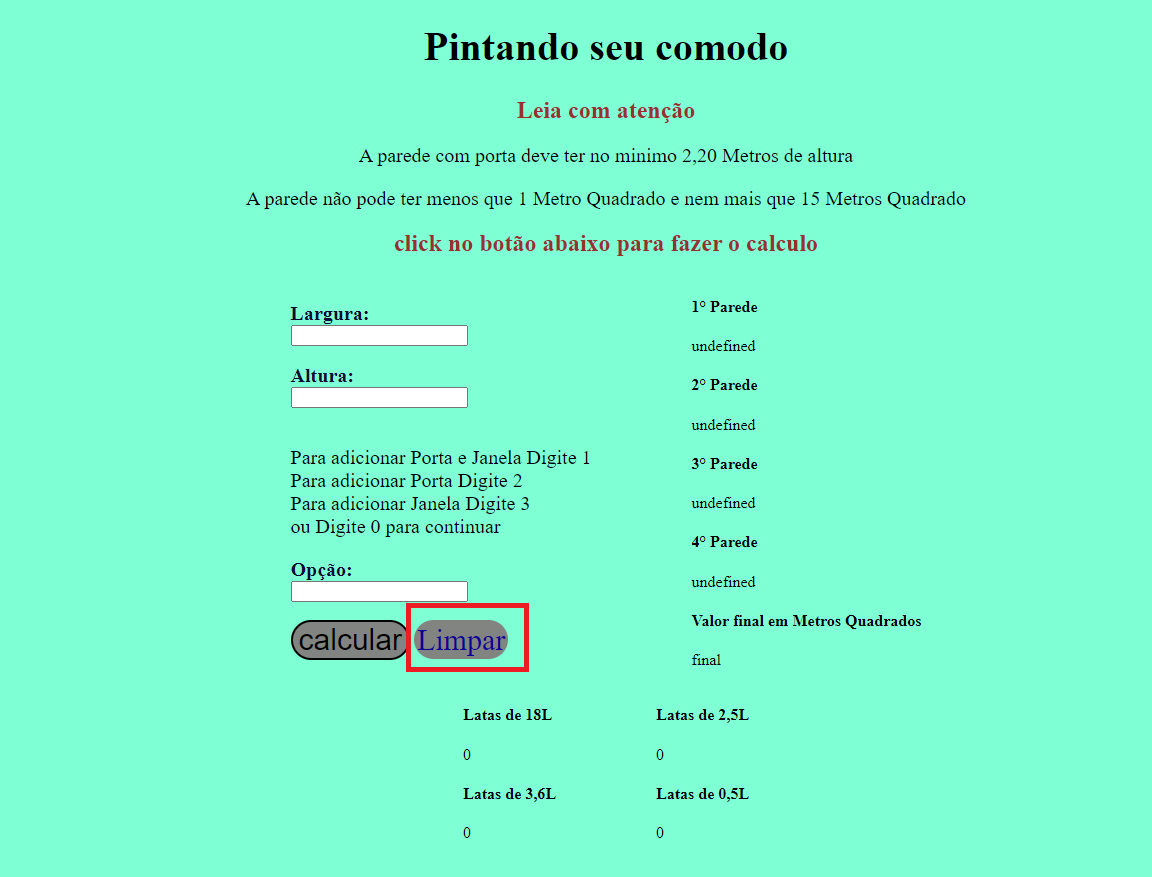 Pintando seu comodo
Leia com atenção
A parede com porta deve ter no minimo 2,20 Metros de altura
A parede não pode ter menos que 1 Metro Quadrado e nem mais que 15 Metros Quadrado
click no botão abaixo para fazer o calculo
Largura:
Altura:
Para adicionar Porta e Janela Digite 1
Para adicionar Porta Digite 2
Para adicionar Janela Digite 3
ou Digite 0 para continuar
Opção:
calcular Limpar
1° Parede
undefined
2° Parede
undefined
3° Parede
undefined
4° Parede
undefined
Valor final em Metros Quadrados
final
Latas de 18L
0
Latas de 3,6L
0
Latas de 2,5L
0
Latas de 0,5L
0